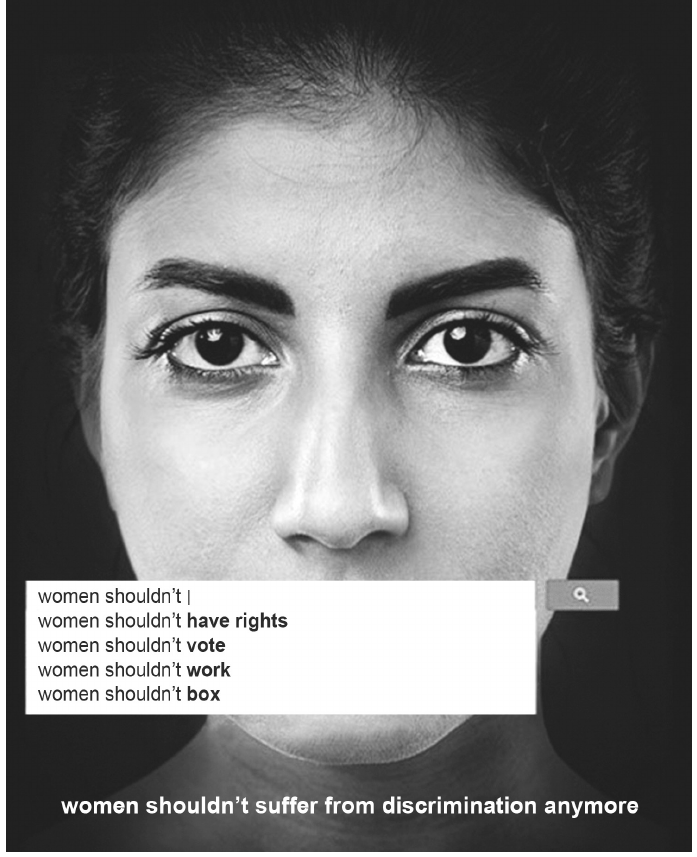 women shouldn’t |
women shouldn’t have rights
women shouldn’t vote
women shouldn’t work
women shouldn’t box
women shouldn’t suffer from discrimination anymore